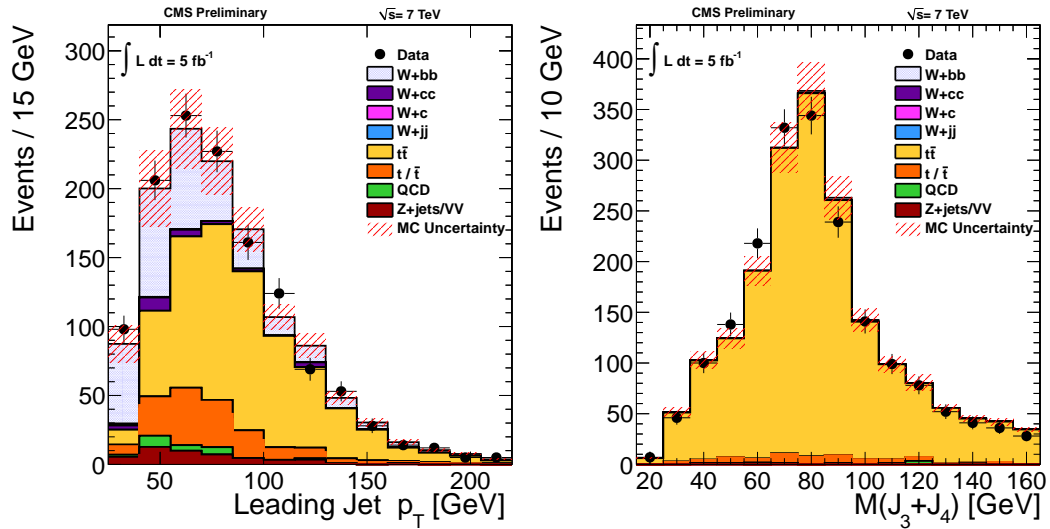 CMS Preliminary √s= 7 TeV
∫ L dt = 5 fb⁻¹
Data
W+bb
W+cc
W+c
W+jj
tt̄
t / t̄
QCD
Z+jets/VV
MC Uncertainty
Events / 15 GeV
300
250
200
150
100
50
0
50 100 150 200
Leading Jet p_T [GeV]
CMS Preliminary √s= 7 TeV
∫ L dt = 5 fb⁻¹
Data
W+bb
W+cc
W+c
W+jj
tt̄
t / t̄
QCD
Z+jets/VV
MC Uncertainty
Events / 10 GeV
400
350
300
250
200
150
100
50
0
20 40 60 80 100 120 140 160
M(J₃+J₄) [GeV]